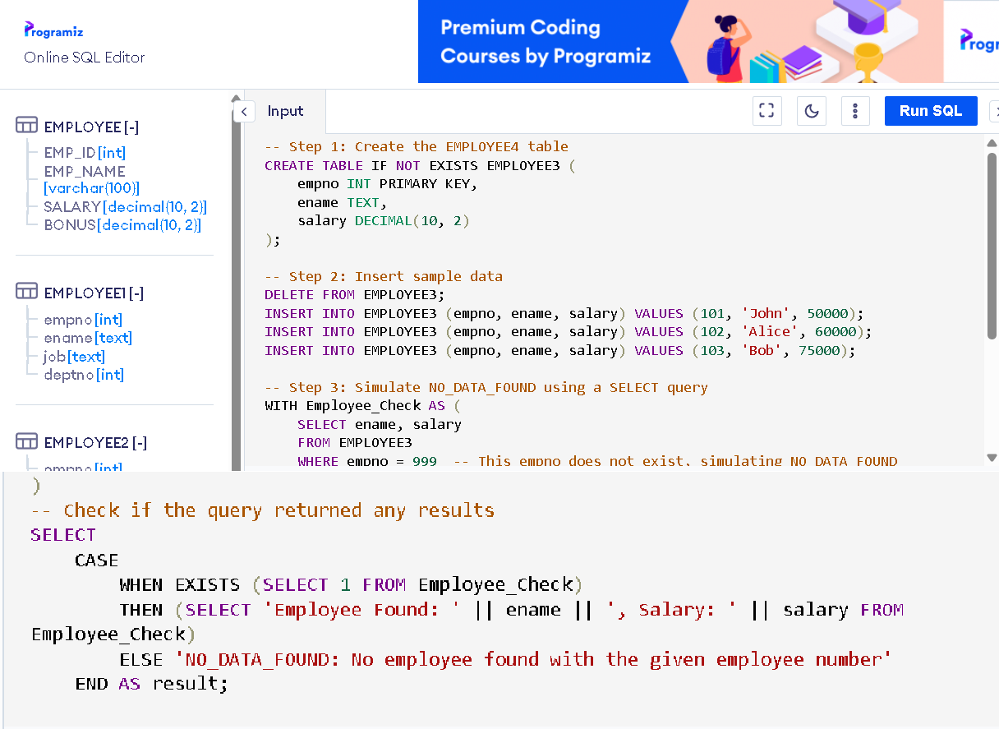 Programiz
Online SQL Editor
Premium Coding
Courses by Programiz
EMPLOYEE [-]
EMP_ID [int]
EMP_NAME
[varchar(100)]
SALARY [decimal(10, 2)]
BONUS [decimal(10, 2)]
EMPLOYEE1 [-]
empno [int]
ename [text]
job [text]
deptno [int]
EMPLOYEE2 [-]
empno [int]
Input
Run SQL
-- Step 1: Create the EMPLOYEE4 table
CREATE TABLE IF NOT EXISTS EMPLOYEE3 (
    empno INT PRIMARY KEY,
    ename TEXT,
    salary DECIMAL(10, 2)
);
-- Step 2: Insert sample data
DELETE FROM EMPLOYEE3;
INSERT INTO EMPLOYEE3 (empno, ename, salary) VALUES (101, 'John', 50000);
INSERT INTO EMPLOYEE3 (empno, ename, salary) VALUES (102, 'Alice', 60000);
INSERT INTO EMPLOYEE3 (empno, ename, salary) VALUES (103, 'Bob', 75000);
-- Step 3: Simulate NO_DATA_FOUND using a SELECT query
WITH Employee_Check AS (
    SELECT ename, salary
    FROM EMPLOYEE3
    WHERE empno = 999  -- This empno does not exist, simulating NO_DATA_FOUND
)
-- Check if the query returned any results
SELECT
    CASE
        WHEN EXISTS (SELECT 1 FROM Employee_Check)
        THEN (SELECT 'Employee Found: ' || ename || ', Salary: ' || salary FROM
Employee_Check)
        ELSE 'NO_DATA_FOUND: No employee found with the given employee number'
    END AS result;